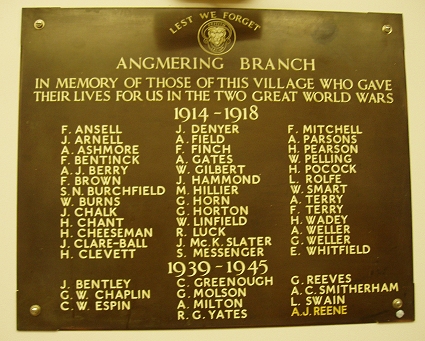 LEST WE FORGET
ANGMERING BRANCH
IN MEMORY OF THOSE OF THIS VILLAGE WHO GAVE
THEIR LIVES FOR US IN THE TWO GREAT WORLD WARS
1914-1918
F. ANSELL
J. ARNELL
A. ASHMORE
F. BENTINCK
A.J. BERRY
F. BROWN
S.N. BURCHFIELD
W. BURNS
J. CHALK
H. CHANT
H. CHEESEMAN
J. CLARE-BALL
H. CLEVETT
J. DENYER
A. FIELD
F. FINCH
A. GATES
W. GILBERT
J. HAMMOND
M. HILLIER
G. HORN
G. HORTON
W. LINFIELD
R. LUCK
J. McK. SLATER
S. MESSENGER
F. MITCHELL
A. PARSONS
H. PEARSON
W. PELLING
H. POCOCK
L. ROLFE
W. SMART
A. TERRY
F. TERRY
H. WADEY
A. WELLER
G. WELLER
E. WHITFIELD
1939-1945
J. BENTLEY
G. W. CHAPLIN
C. W. ESPIN
C. GREENOUGH
G. MOLSON
A. MILTON
R. G. YATES
G. REEVES
A. C. SMITHERHAM
L. SWAIN
A.J. REENE